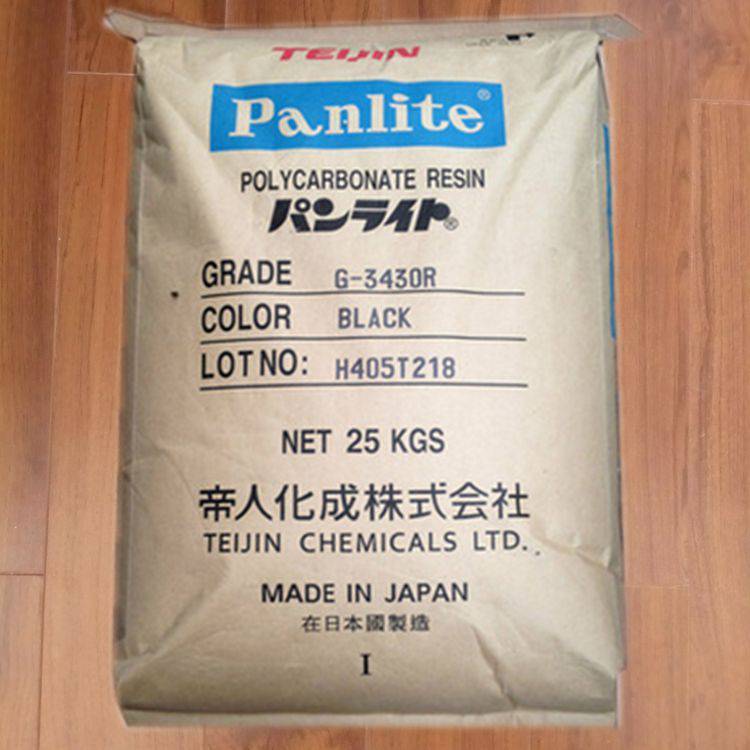 TEIJIN
Panlite®
POLYCARBONATE RESIN
パンライト®
GRADE G-3430R
COLOR BLACK
LOT NO: H405T218
NET 25 KGS
帝人化成株式会社
TEIJIN CHEMICALS LTD.
MADE IN JAPAN
在日本國製造
I